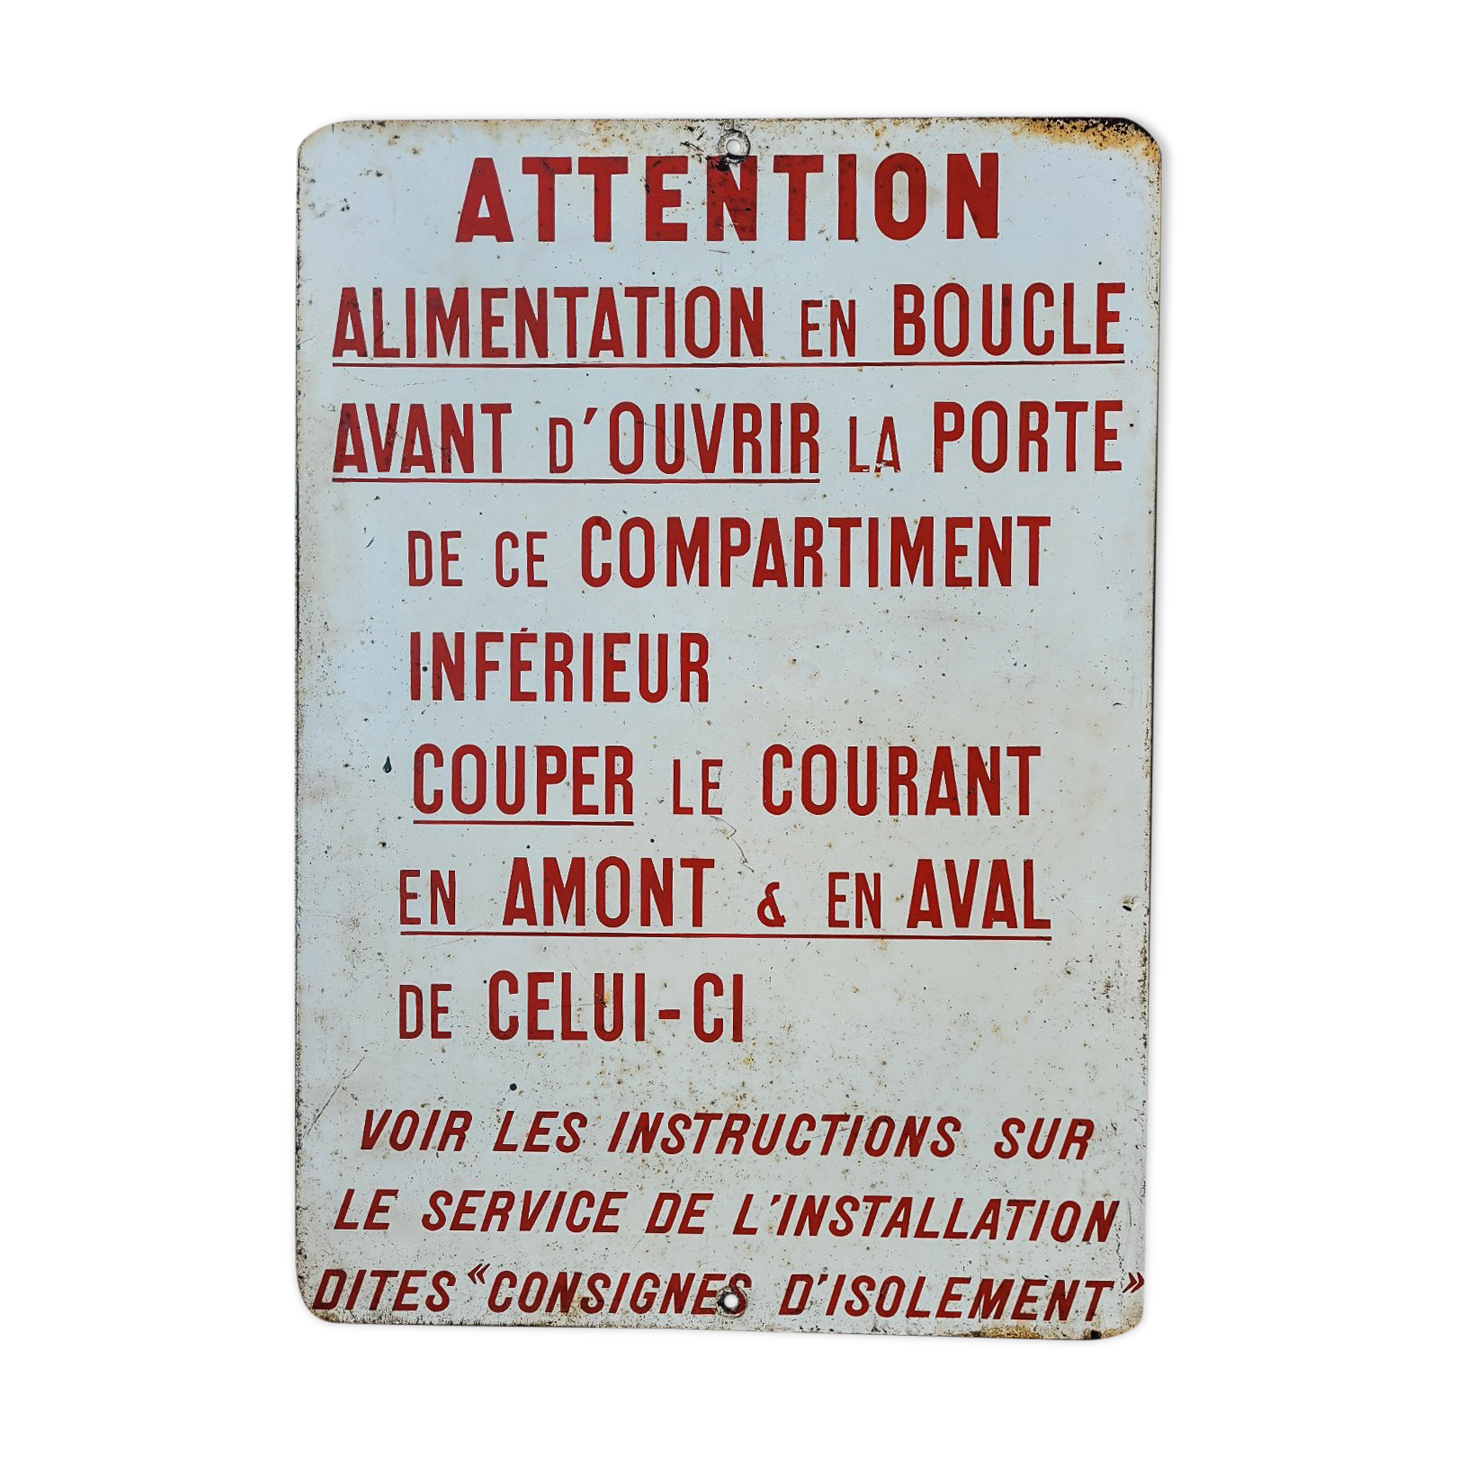 ATTENTION
ALIMENTATION EN BOUCLE
AVANT D'OUVRIR LA PORTE
DE CE COMPARTIMENT
INFÉRIEUR
COUPER LE COURANT
EN AMONT & EN AVAL
DE CELUI-CI
VOIR LES INSTRUCTIONS SUR
LE SERVICE DE L'INSTALLATION
DITES «CONSIGNES D'ISOLEMENT»